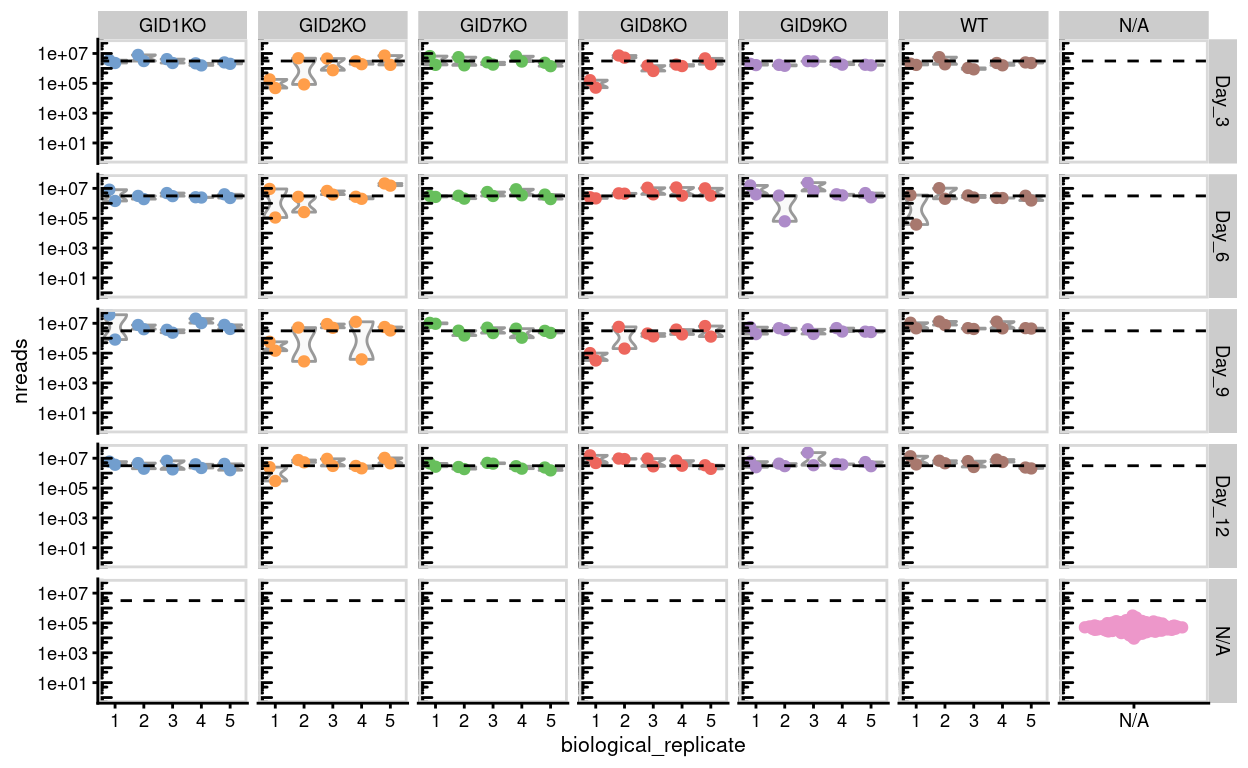 GID1KO GID2KO GID7KO GID8KO GID9KO WT N/A
1e+07
1e+05
1e+03
1e+01
Day_3
1e+07
1e+05
1e+03
1e+01
Day_6
nreads
1e+07
1e+05
1e+03
1e+01
Day_9
1e+07
1e+05
1e+03
1e+01
Day_12
1e+07
1e+05
1e+03
1e+01
N/A
1 2 3 4 5 1 2 3 4 5 1 2 3 4 5 1 2 3 4 5 1 2 3 4 5 1 2 3 4 5 N/A
biological_replicate